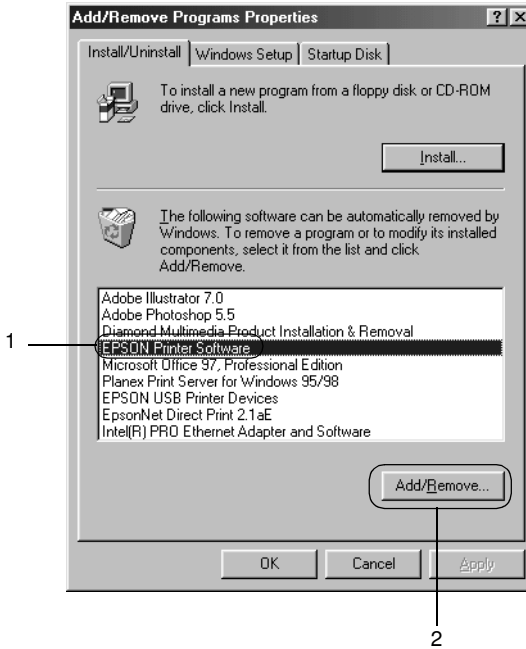 Add/Remove Programs Properties
Install/Uninstall Windows Setup Startup Disk
To install a new program from a floppy disk or CD-ROM
drive, click Install.
Install...
The following software can be automatically removed by
Windows. To remove a program or to modify its installed
components, select it from the list and click
Add/Remove.
Adobe Illustrator 7.0
Adobe Photoshop 5.5
Diamond Multimedia Product Installation & Removal
1
EPSON Printer Software
Microsoft Office 97, Professional Edition
Planex Print Server for Windows 95/98
EPSON USB Printer Devices
EpsonNet Direct Print 2.1aE
Intel(R) PRO Ethernet Adapter and Software
Add/Remove...
OK Cancel Apply
2